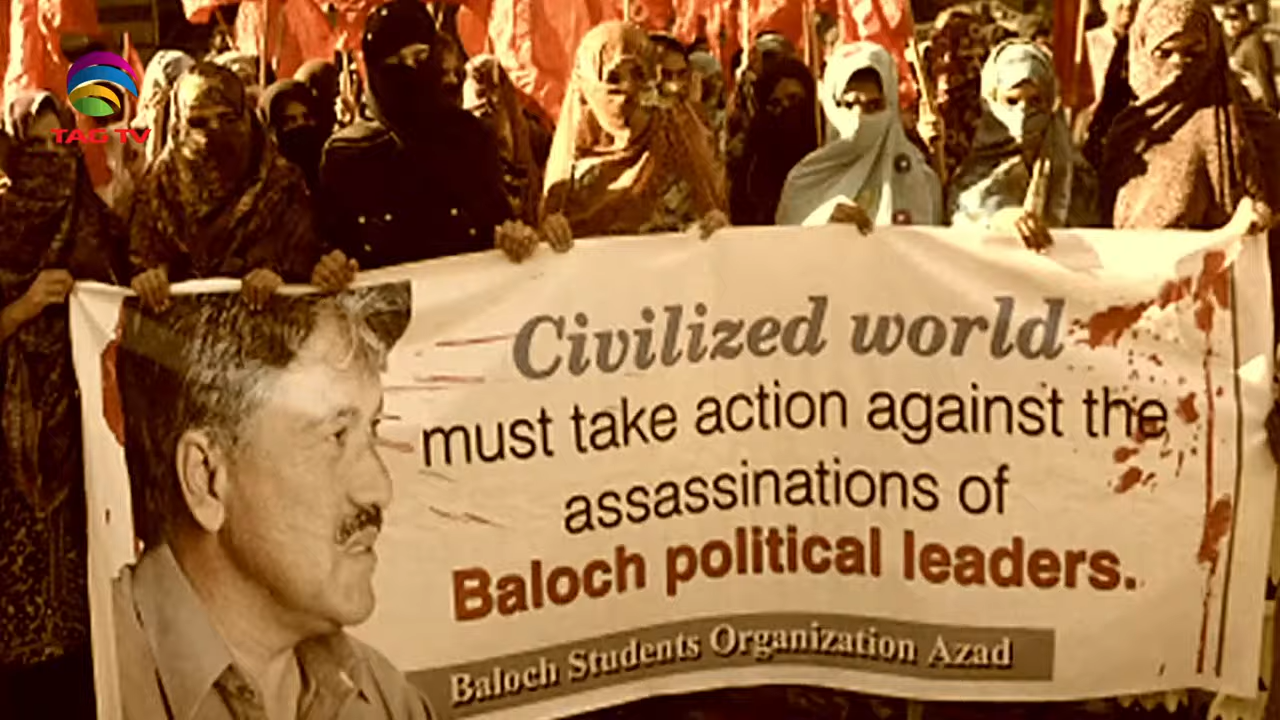 TAG TV
Civilized world
must take action against the
assassinations of
Baloch political leaders.
Baloch Students Organization Azad